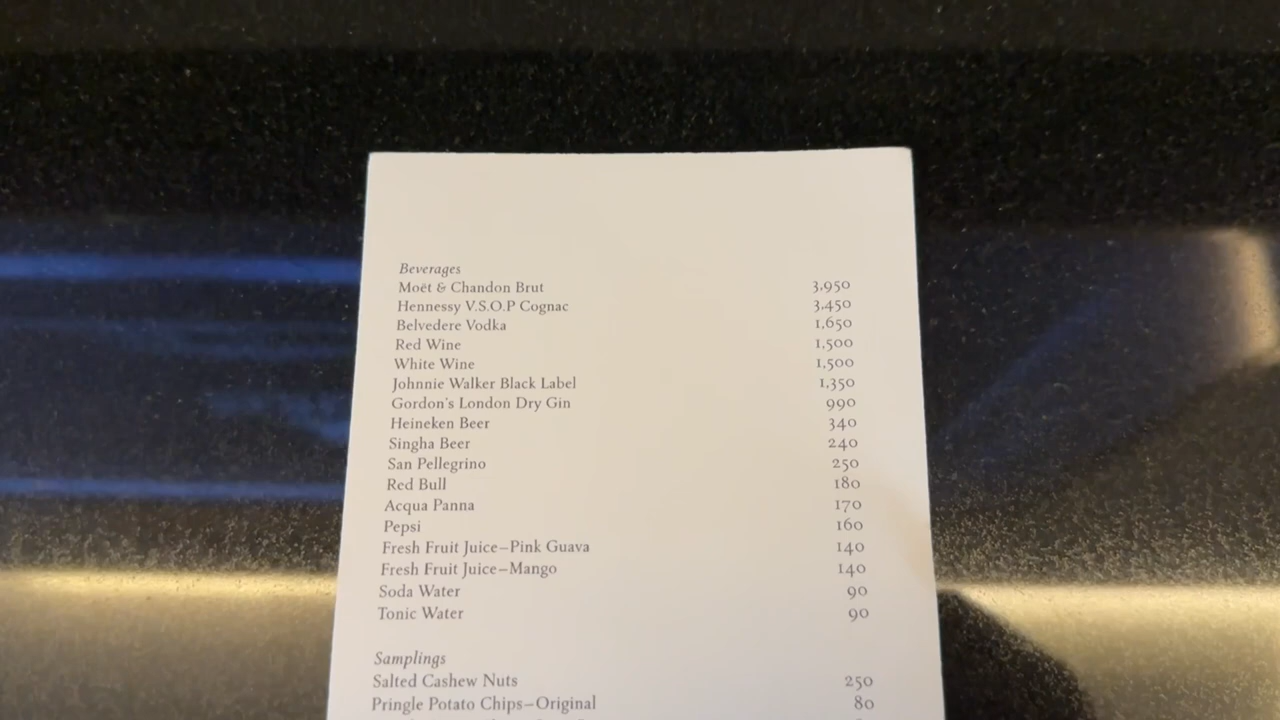 Beverages
Moët & Chandon Brut 3,950
Hennessy V.S.O.P Cognac 3,450
Belvedere Vodka 1,650
Red Wine 1,500
White Wine 1,500
Johnnie Walker Black Label 1,350
Gordon's London Dry Gin 990
Heineken Beer 340
Singha Beer 240
San Pellegrino 250
Red Bull 180
Acqua Panna 170
Pepsi 160
Fresh Fruit Juice–Pink Guava 140
Fresh Fruit Juice–Mango 140
Soda Water 90
Tonic Water 90
Samplings
Salted Cashew Nuts 250
Pringle Potato Chips–Original 80